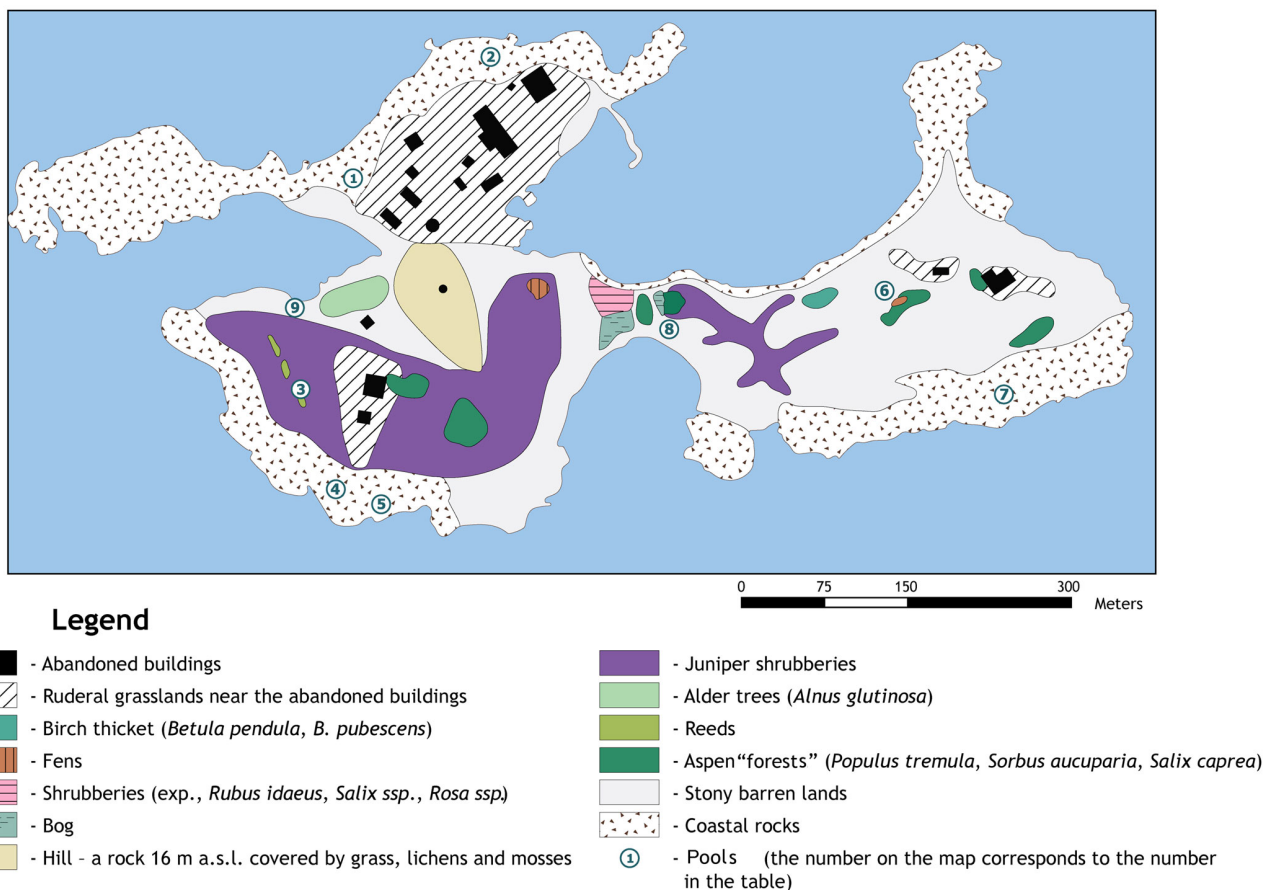 ②
①
⑥
⑨
⑧
③
⑦
④
⑤
0 75 150 300
Meters
Legend
- Abandoned buildings
- Ruderal grasslands near the abandoned buildings
- Birch thicket (Betula pendula, B. pubescens)
- Fens
- Shrubberies (exp., Rubus idaeus, Salix ssp., Rosa ssp.)
- Bog
- Hill - a rock 16 m a.s.l. covered by grass, lichens and mosses
- Juniper shrubberies
- Alder trees (Alnus glutinosa)
- Reeds
- Aspen“forests” (Populus tremula, Sorbus aucuparia, Salix caprea)
- Stony barren lands
- Coastal rocks
① - Pools (the number on the map corresponds to the number
in the table)